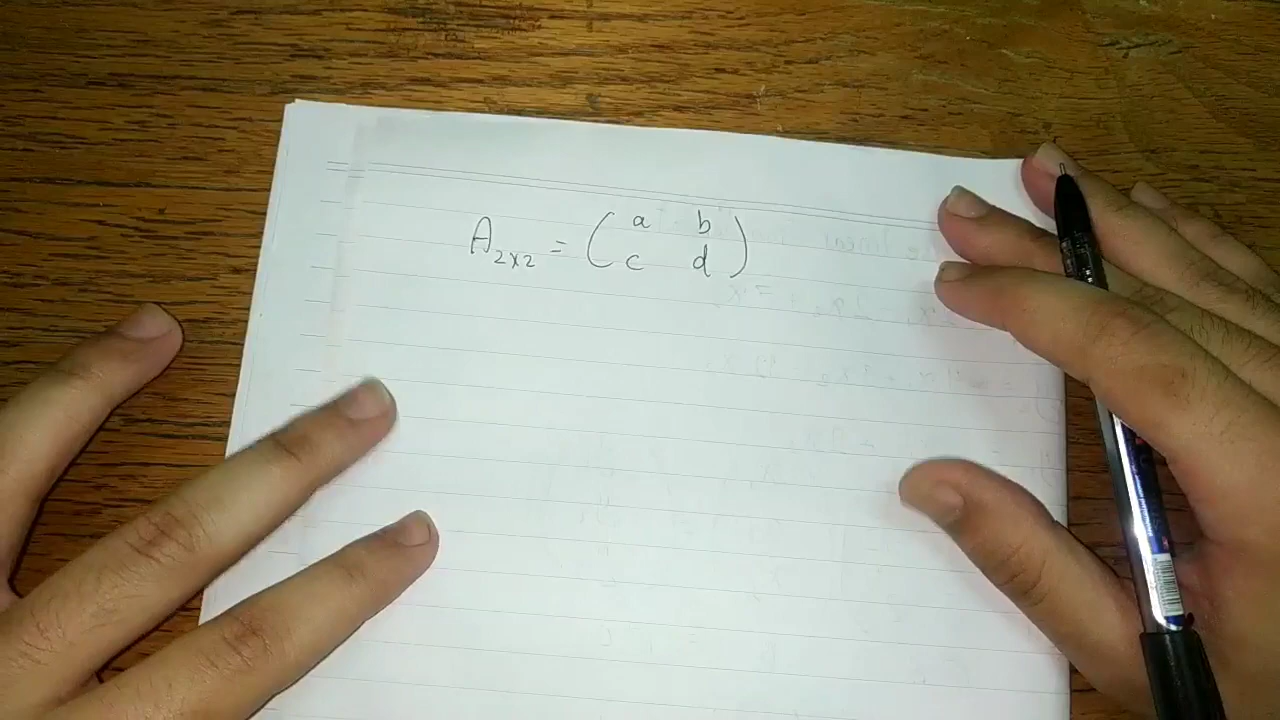 A₂ₓ₂ = ( a b
c d )